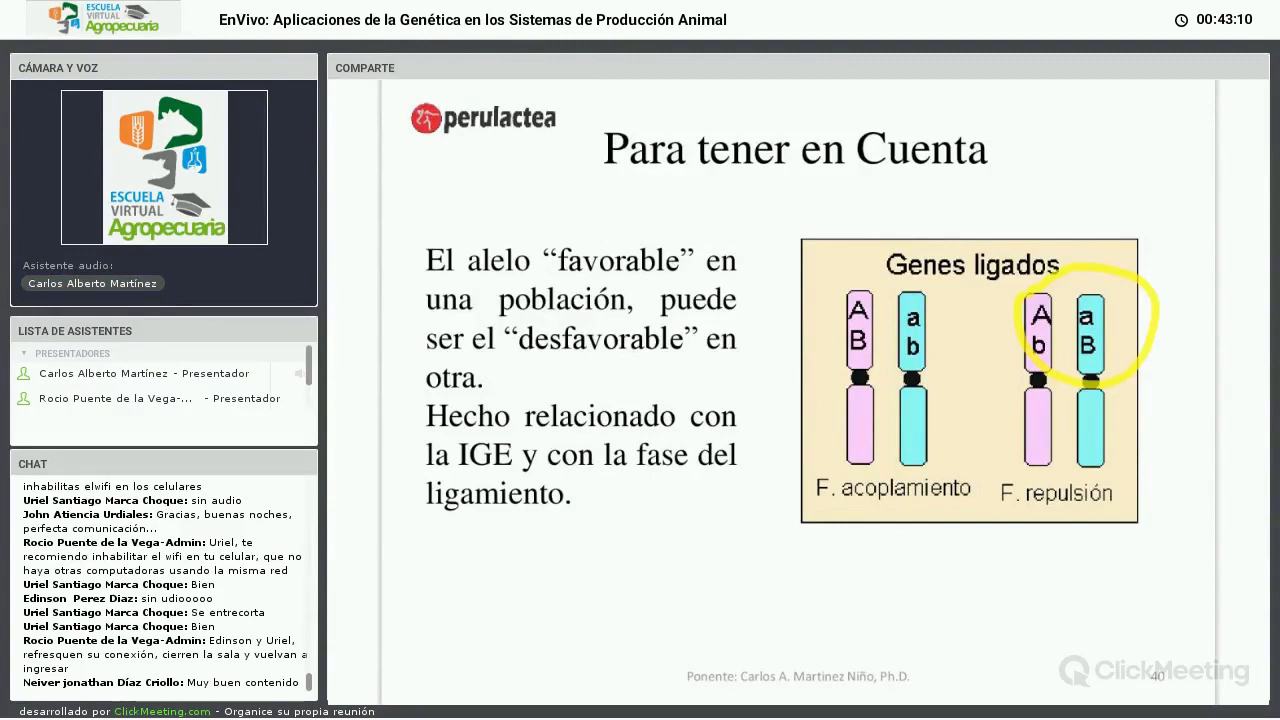 ESCUELA VIRTUAL
Agropecuaria
EnVivo: Aplicaciones de la Genética en los Sistemas de Producción Animal
00:43:10
CÁMARA Y VOZ
ESCUELA
VIRTUAL
Agropecuaria
Asistente audio:
Carlos Alberto Martínez
LISTA DE ASISTENTES
PRESENTADORES
Carlos Alberto Martínez - Presentador
Rocio Puente de la Vega-... - Presentador
CHAT
inhabilitas elwifi en los celulares
Uriel Santiago Marca Choque: sin audio
John Atiencia Urdiales: Gracias, buenas noches,
perfecta comunicación...
Rocio Puente de la Vega-Admin: Uriel, te
recomiendo inhabilitar el wifi en tu celular, que no
haya otras computadoras usando la misma red
Uriel Santiago Marca Choque: Bien
Edinson Perez Diaz: sin udiooooo
Uriel Santiago Marca Choque: Se entrecorta
Uriel Santiago Marca Choque: Bien
Rocio Puente de la Vega-Admin: Edinson y Uriel,
refresquen su conexión, cierren la sala y vuelvan a
ingresar
Neiver jonathan Díaz Criollo: Muy buen contenido
desarrollado por ClickMeeting.com - Organice su propia reunión
COMPARTE
perulactea
Para tener en Cuenta
El alelo “favorable” en
una población, puede
ser el “desfavorable” en
otra.
Hecho relacionado con
la IGE y con la fase del
ligamiento.
Genes ligados
A a A a
B b b B
F. acoplamiento F. repulsión
Ponente: Carlos A. Martinez Niño, Ph.D.
40
ClickMeeting